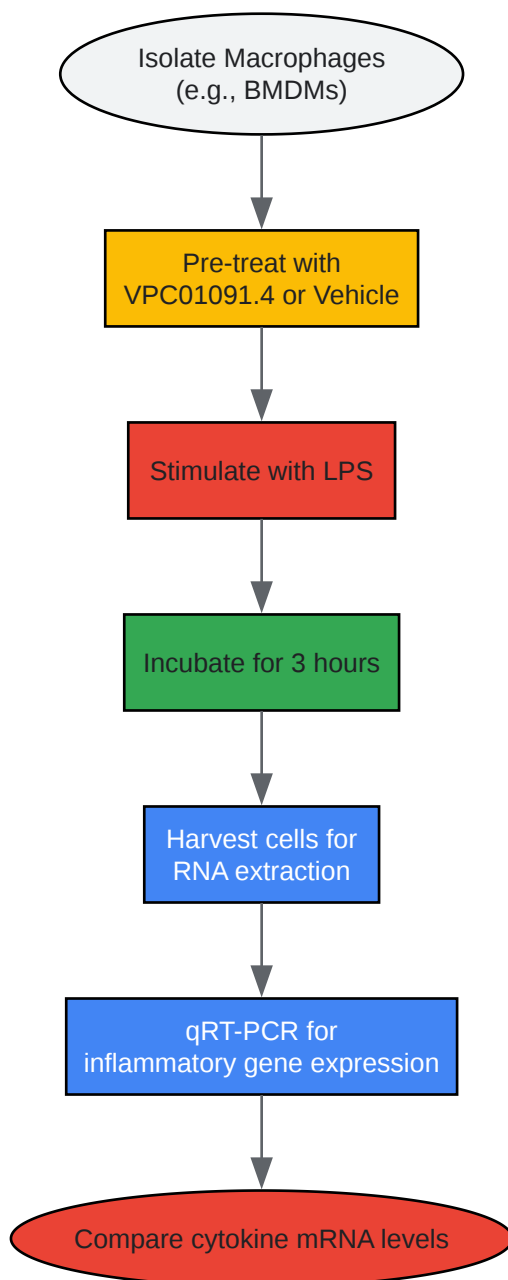 Isolate Macrophages
(e.g., BMDMs)
Pre-treat with
VPC01091.4 or Vehicle
Stimulate with LPS
Incubate for 3 hours
Harvest cells for
RNA extraction
qRT-PCR for
inflammatory gene expression
Compare cytokine mRNA levels